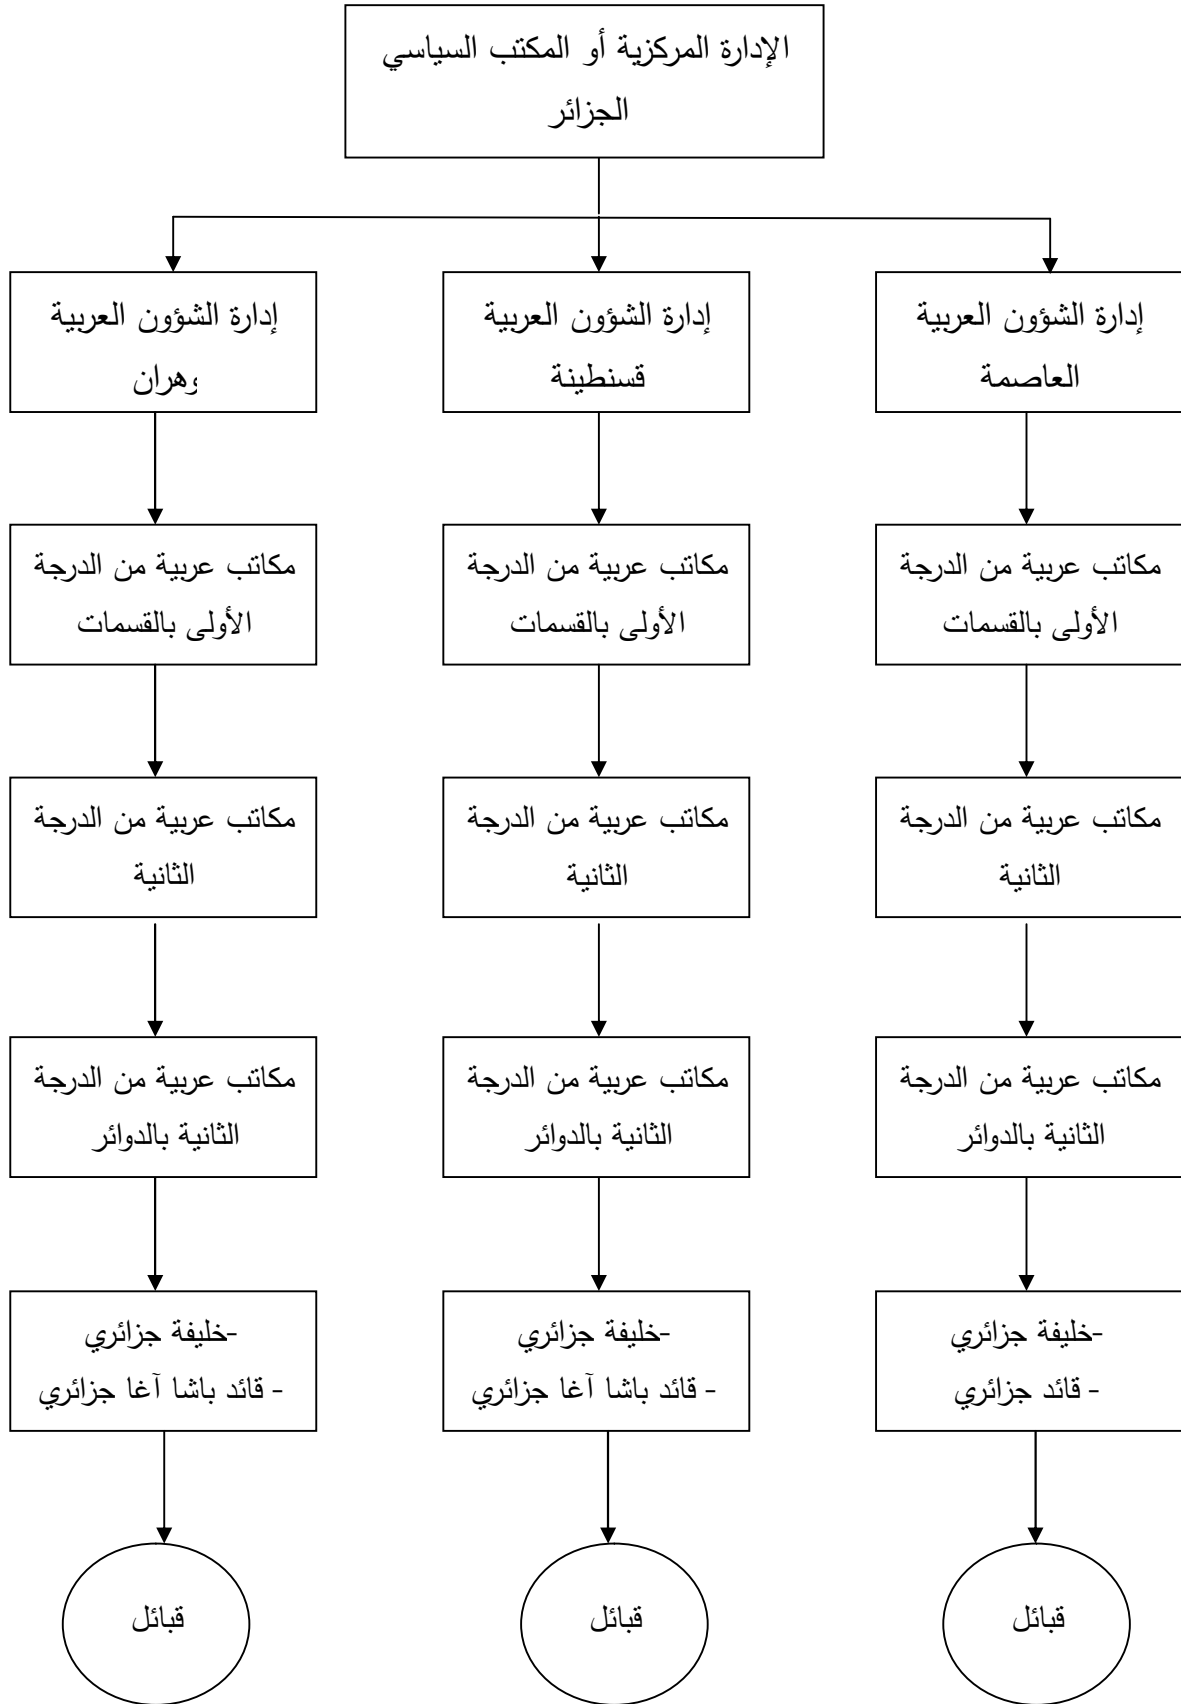 الإدارة المركزية أو المكتب السياسي
الجزائر
إدارة الشؤون العربية
العاصمة
إدارة الشؤون العربية
قسنطينة
إدارة الشؤون العربية
وهران
مكاتب عربية من الدرجة
الأولى بالقسمات
مكاتب عربية من الدرجة
الأولى بالقسمات
مكاتب عربية من الدرجة
الأولى بالقسمات
مكاتب عربية من الدرجة
الثانية
مكاتب عربية من الدرجة
الثانية
مكاتب عربية من الدرجة
الثانية
مكاتب عربية من الدرجة
الثانية بالدوائر
مكاتب عربية من الدرجة
الثانية بالدوائر
مكاتب عربية من الدرجة
الثانية بالدوائر
-خليفة جزائري
- قائد جزائري
-خليفة جزائري
- قائد باشا آغا جزائري
-خليفة جزائري
- قائد باشا آغا جزائري
قبائل
قبائل
قبائل